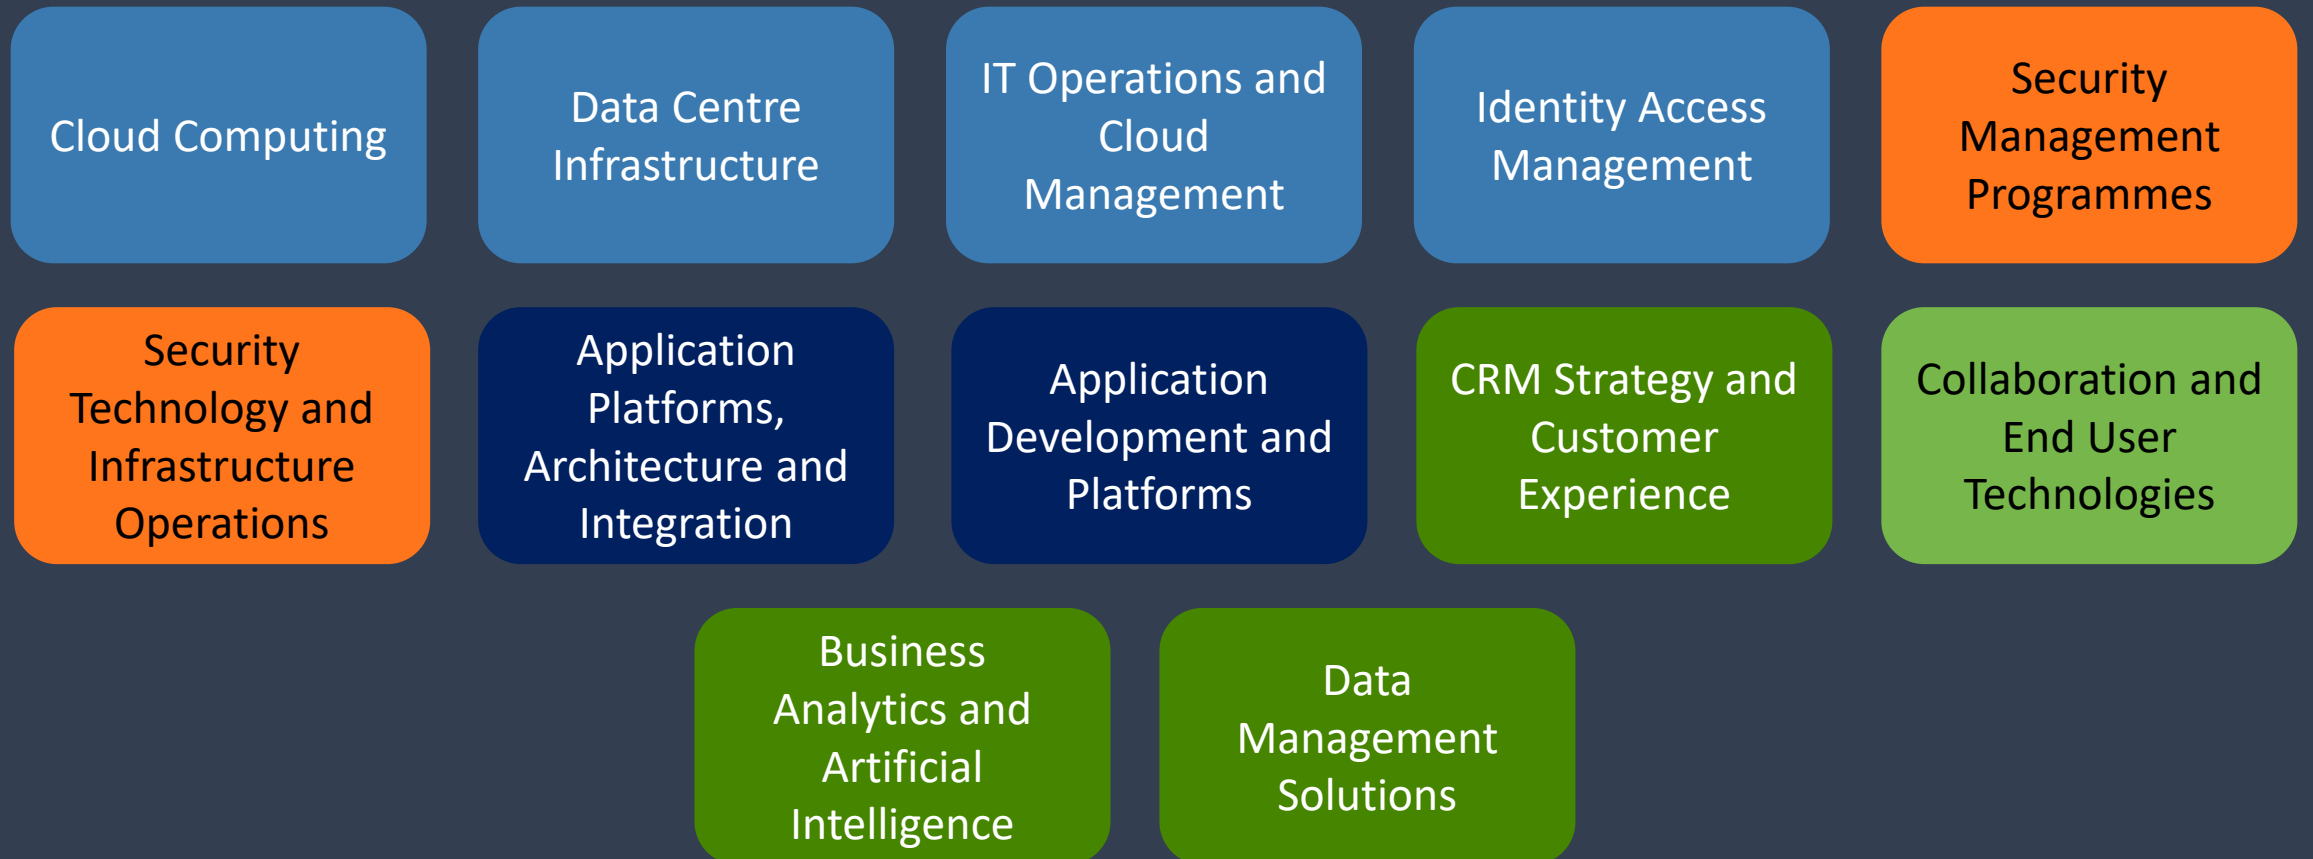 Cloud Computing
Data Centre
Infrastructure
IT Operations and
Cloud
Management
Identity Access
Management
Security
Management
Programmes
Security
Technology and
Infrastructure
Operations
Application
Platforms,
Architecture and
Integration
Application
Development and
Platforms
CRM Strategy and
Customer
Experience
Collaboration and
End User
Technologies
Business
Analytics and
Artificial
Intelligence
Data
Management
Solutions